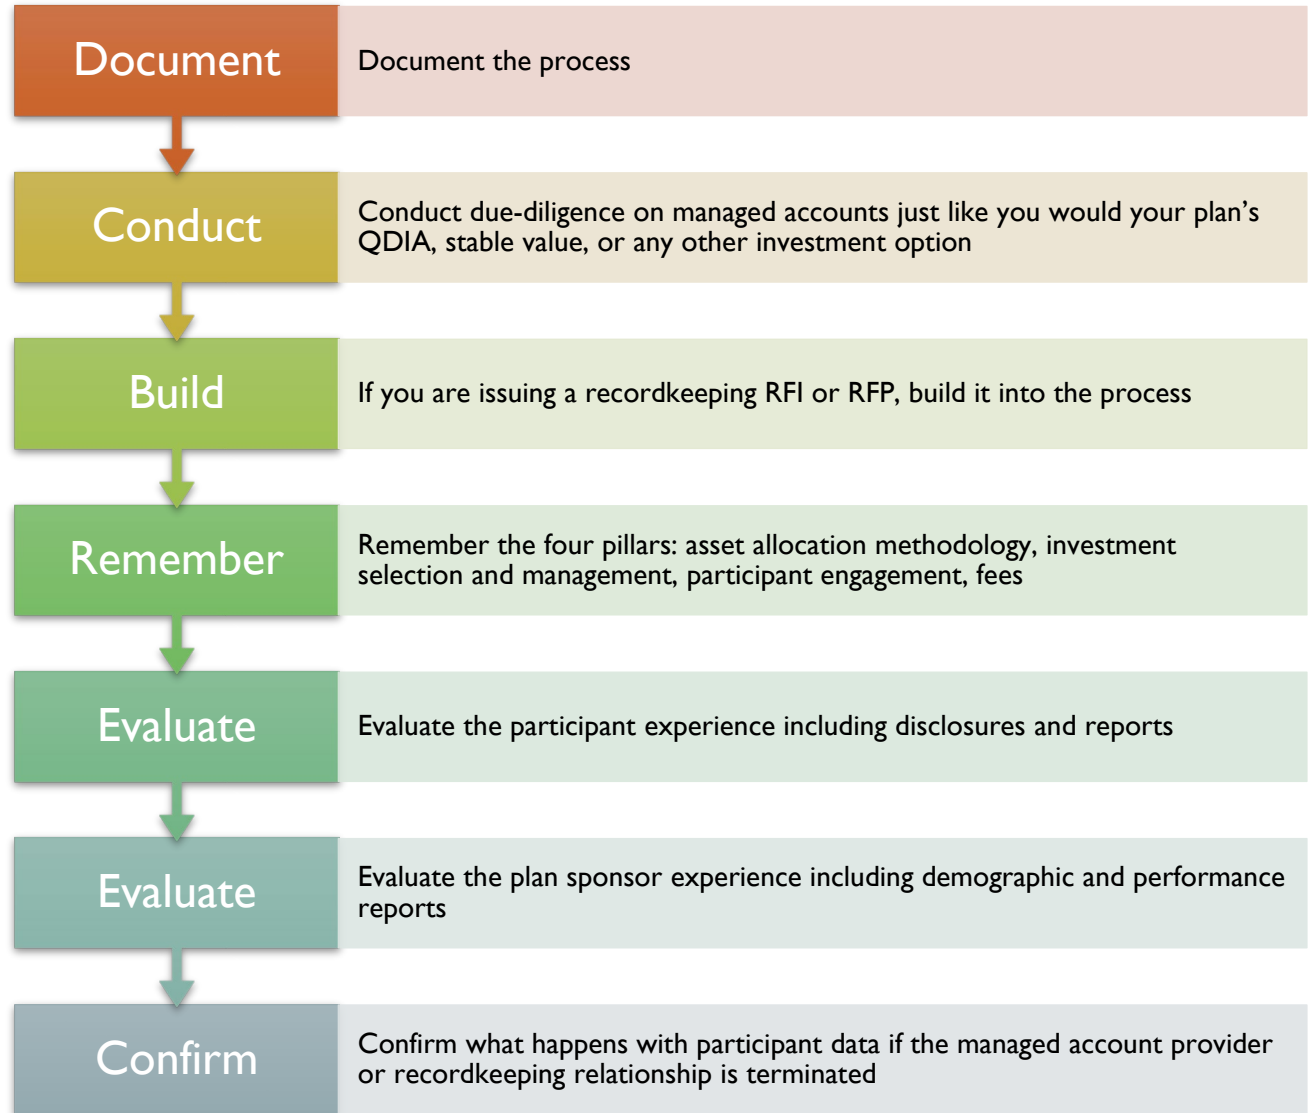 Document
Document the process
Conduct
Conduct due-diligence on managed accounts just like you would your plan’s
QDIA, stable value, or any other investment option
Build
If you are issuing a recordkeeping RFI or RFP, build it into the process
Remember
Remember the four pillars: asset allocation methodology, investment
selection and management, participant engagement, fees
Evaluate
Evaluate the participant experience including disclosures and reports
Evaluate
Evaluate the plan sponsor experience including demographic and performance
reports
Confirm
Confirm what happens with participant data if the managed account provider
or recordkeeping relationship is terminated